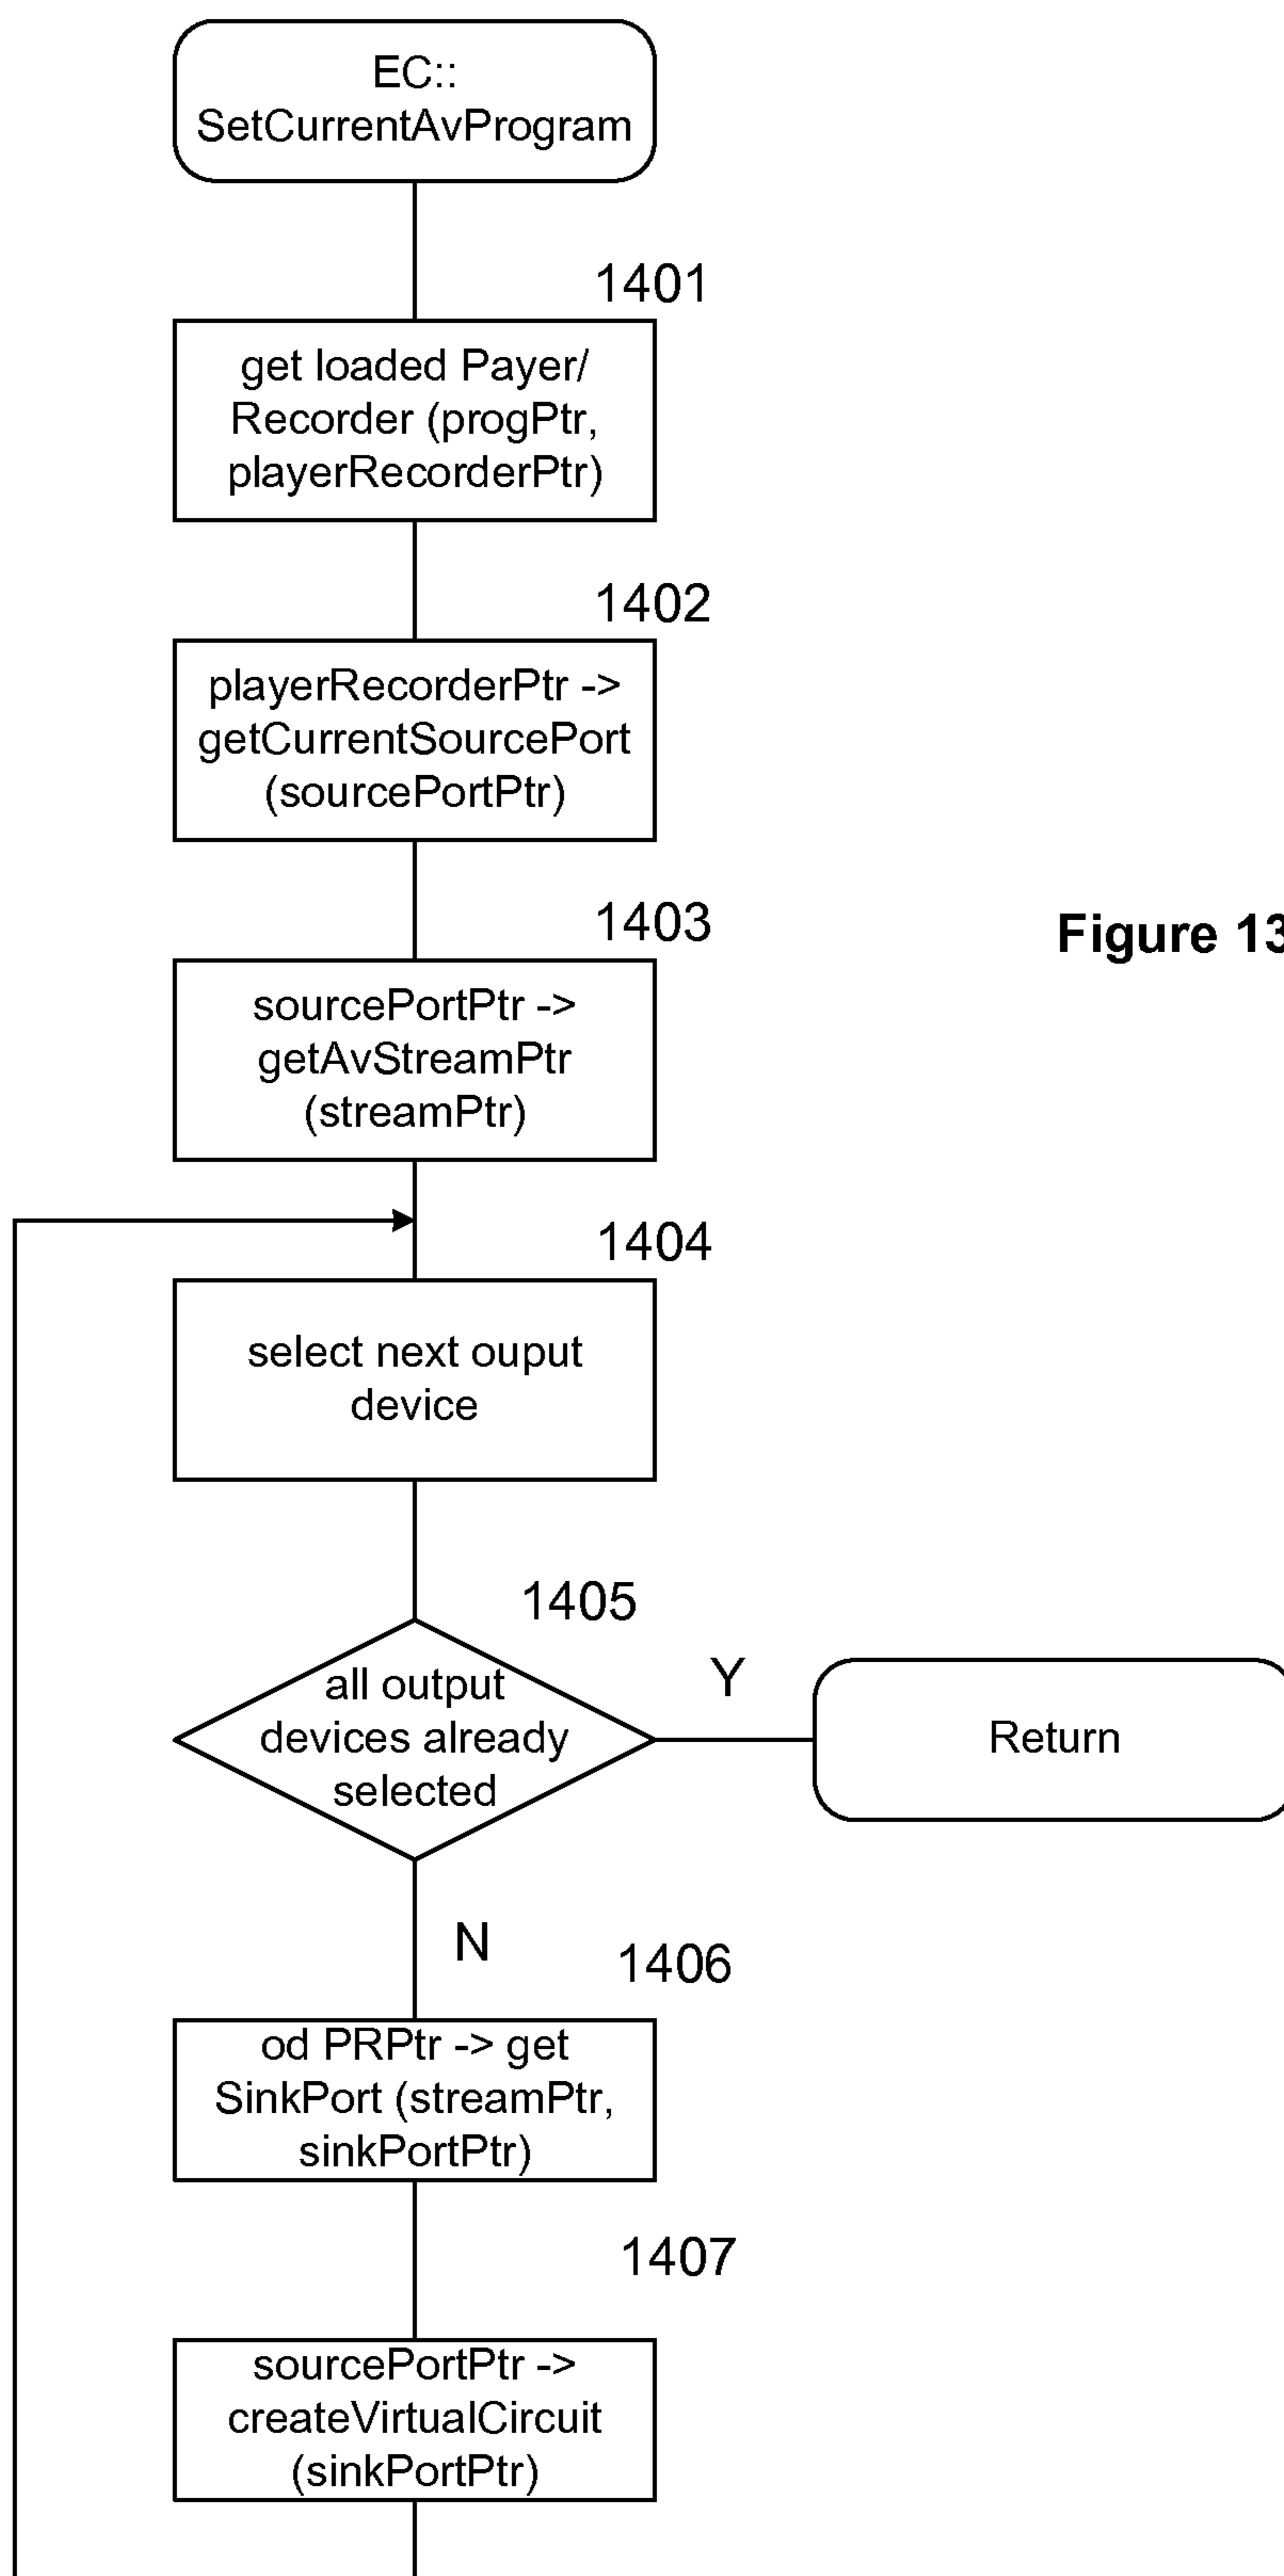 EC::
SetCurrentAvProgram
1401
get loaded Payer/
Recorder (progPtr,
playerRecorderPtr)
1402
playerRecorderPtr ->
getCurrentSourcePort
(sourcePortPtr)
1403
sourcePortPtr ->
getAvStreamPtr
(streamPtr)
Figure 13
1404
select next ouput
device
1405
all output
devices already
selected
Y
Return
N
1406
od PRPtr -> get
SinkPort (streamPtr,
sinkPortPtr)
1407
sourcePortPtr ->
createVirtualCircuit
(sinkPortPtr)